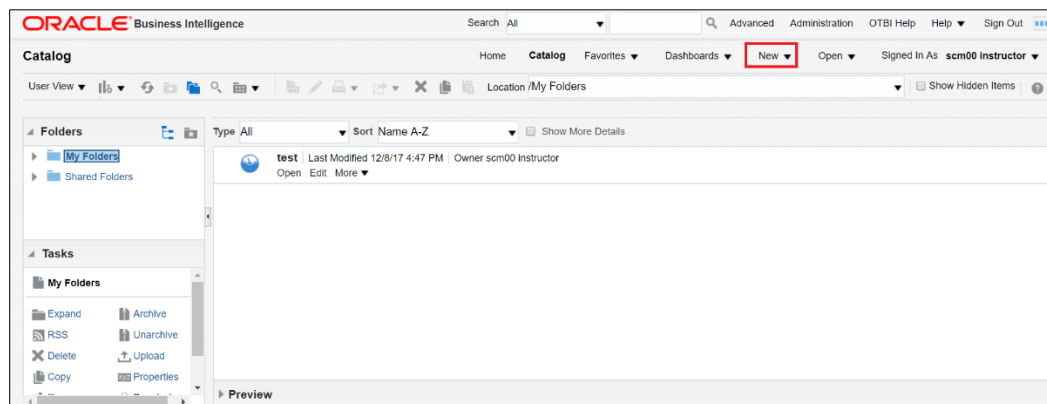 ORACLE Business Intelligence Search All Advanced Administration OTBI Help Help Sign Out
Catalog Home Catalog Favorites Dashboards New Open Signed In As scm00 instructor
User View Location /My Folders Show Hidden Items
Folders Type All Sort Name A-Z Show More Details
My Folders
Shared Folders
test Last Modified 12/8/17 4:47 PM Owner scm00 instructor
Open Edit More
Tasks
My Folders
Expand Archive
RSS Unarchive
Delete Upload
Copy Properties
Preview